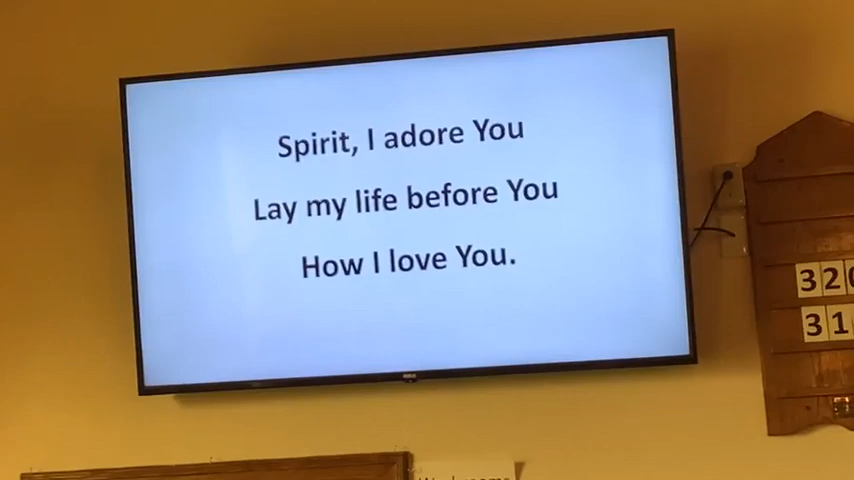 Spirit, I adore You
Lay my life before You
How I love You.
320
31